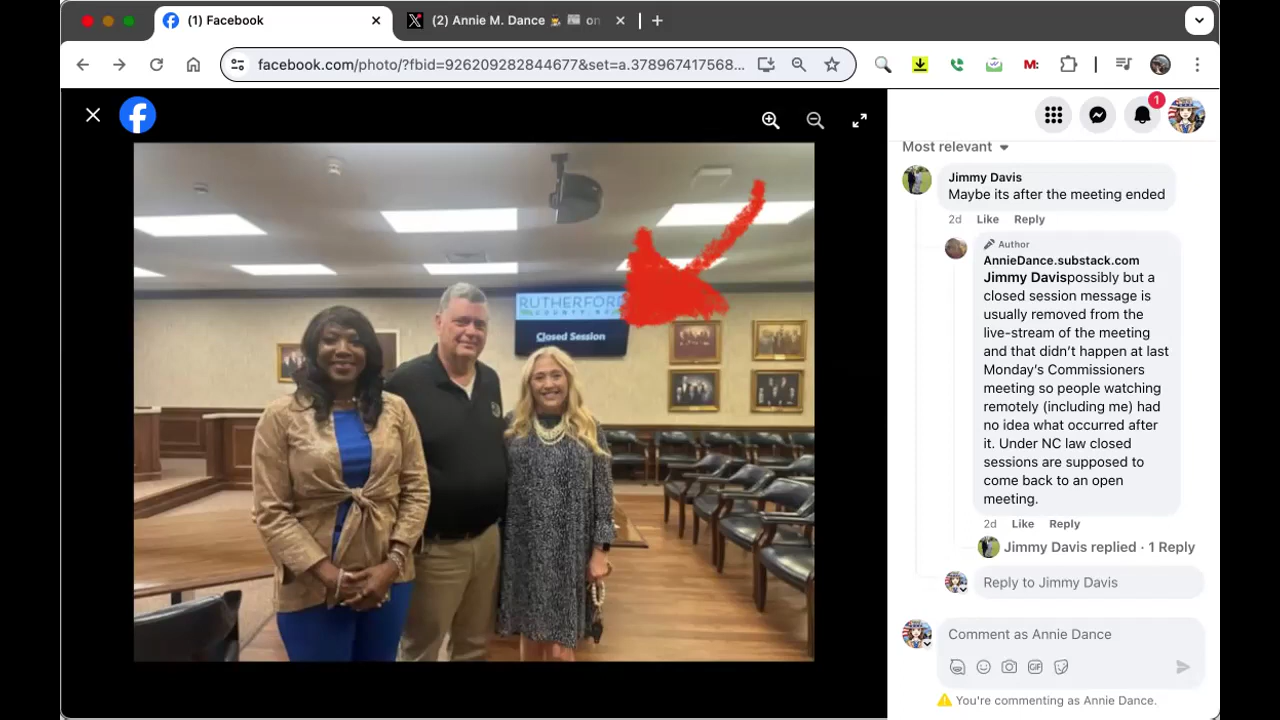 (1) Facebook
(2) Annie M. Dance on
facebook.com/photo/?fbid=926209282844677&set=a.378967417568...
M:
1
Most relevant
RUTHERFORD
COUNTY, NC
Closed Session
Jimmy Davis
Maybe its after the meeting ended
2d Like Reply
Author
AnnieDance.substack.com
Jimmy Davispossibly but a
closed session message is
usually removed from the
live-stream of the meeting
and that didn't happen at last
Monday's Commissioners
meeting so people watching
remotely (including me) had
no idea what occurred after
it. Under NC law closed
sessions are supposed to
come back to an open
meeting.
2d Like Reply
Jimmy Davis replied · 1 Reply
Reply to Jimmy Davis
Comment as Annie Dance
GIF
You're commenting as Annie Dance.